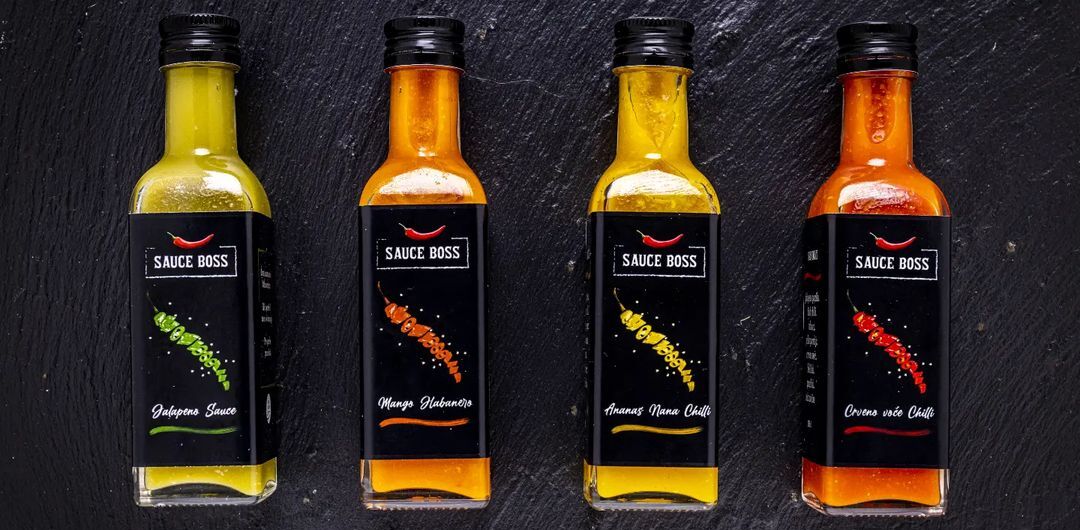 SAUCE BOSS
Jalapeno Sauce
SAUCE BOSS
Mango Habanero
SAUCE BOSS
Ananas Nana Chilli
SAUCE BOSS
Crveno voće Chilli